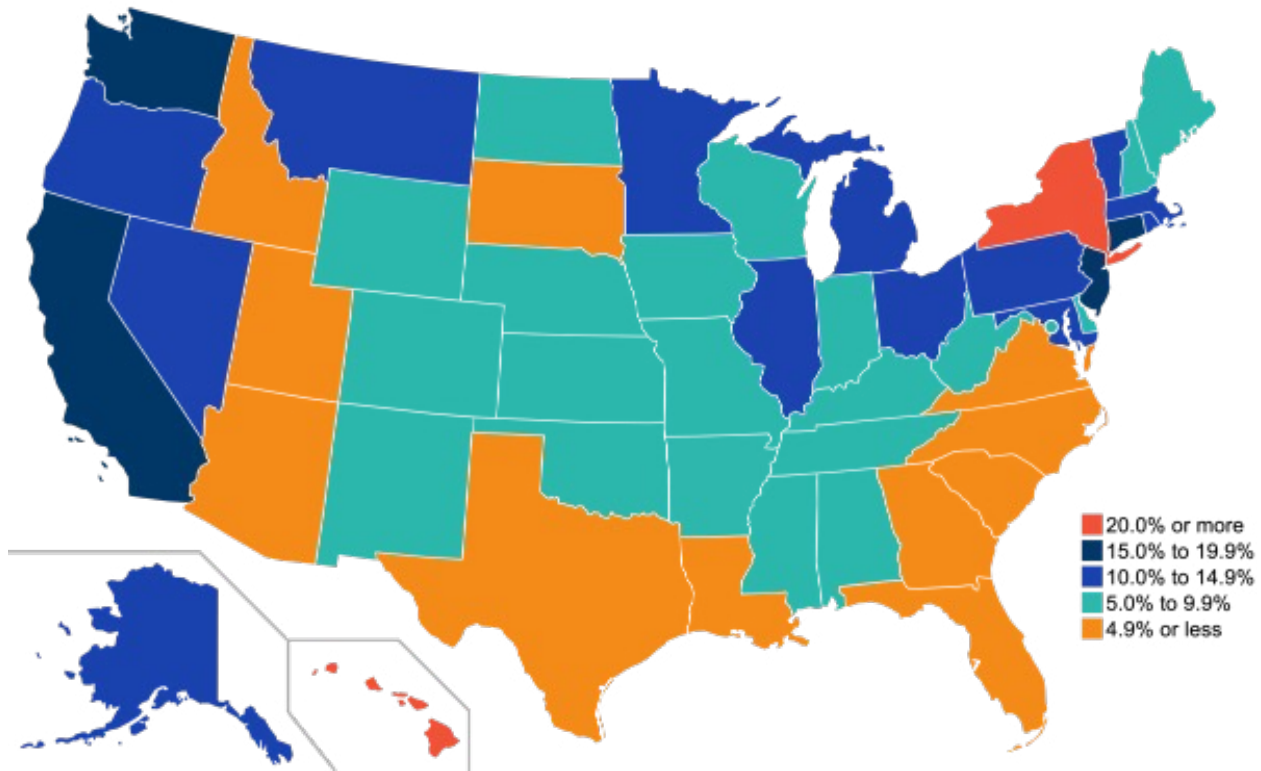 20.0% or more
15.0% to 19.9%
10.0% to 14.9%
5.0% to 9.9%
4.9% or less